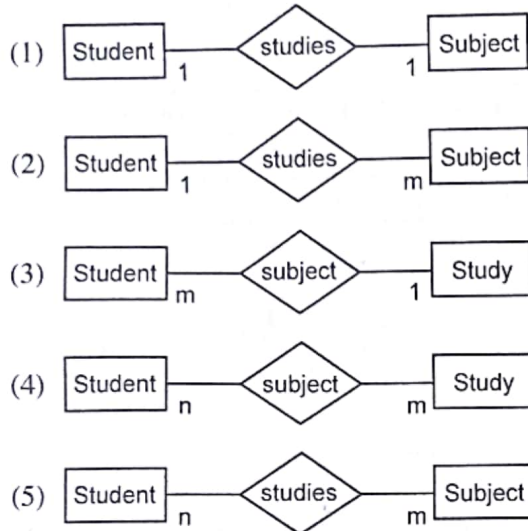 (1) Student 1 studies 1 Subject
(2) Student 1 studies m Subject
(3) Student m subject 1 Study
(4) Student n subject m Study
(5) Student n studies m Subject